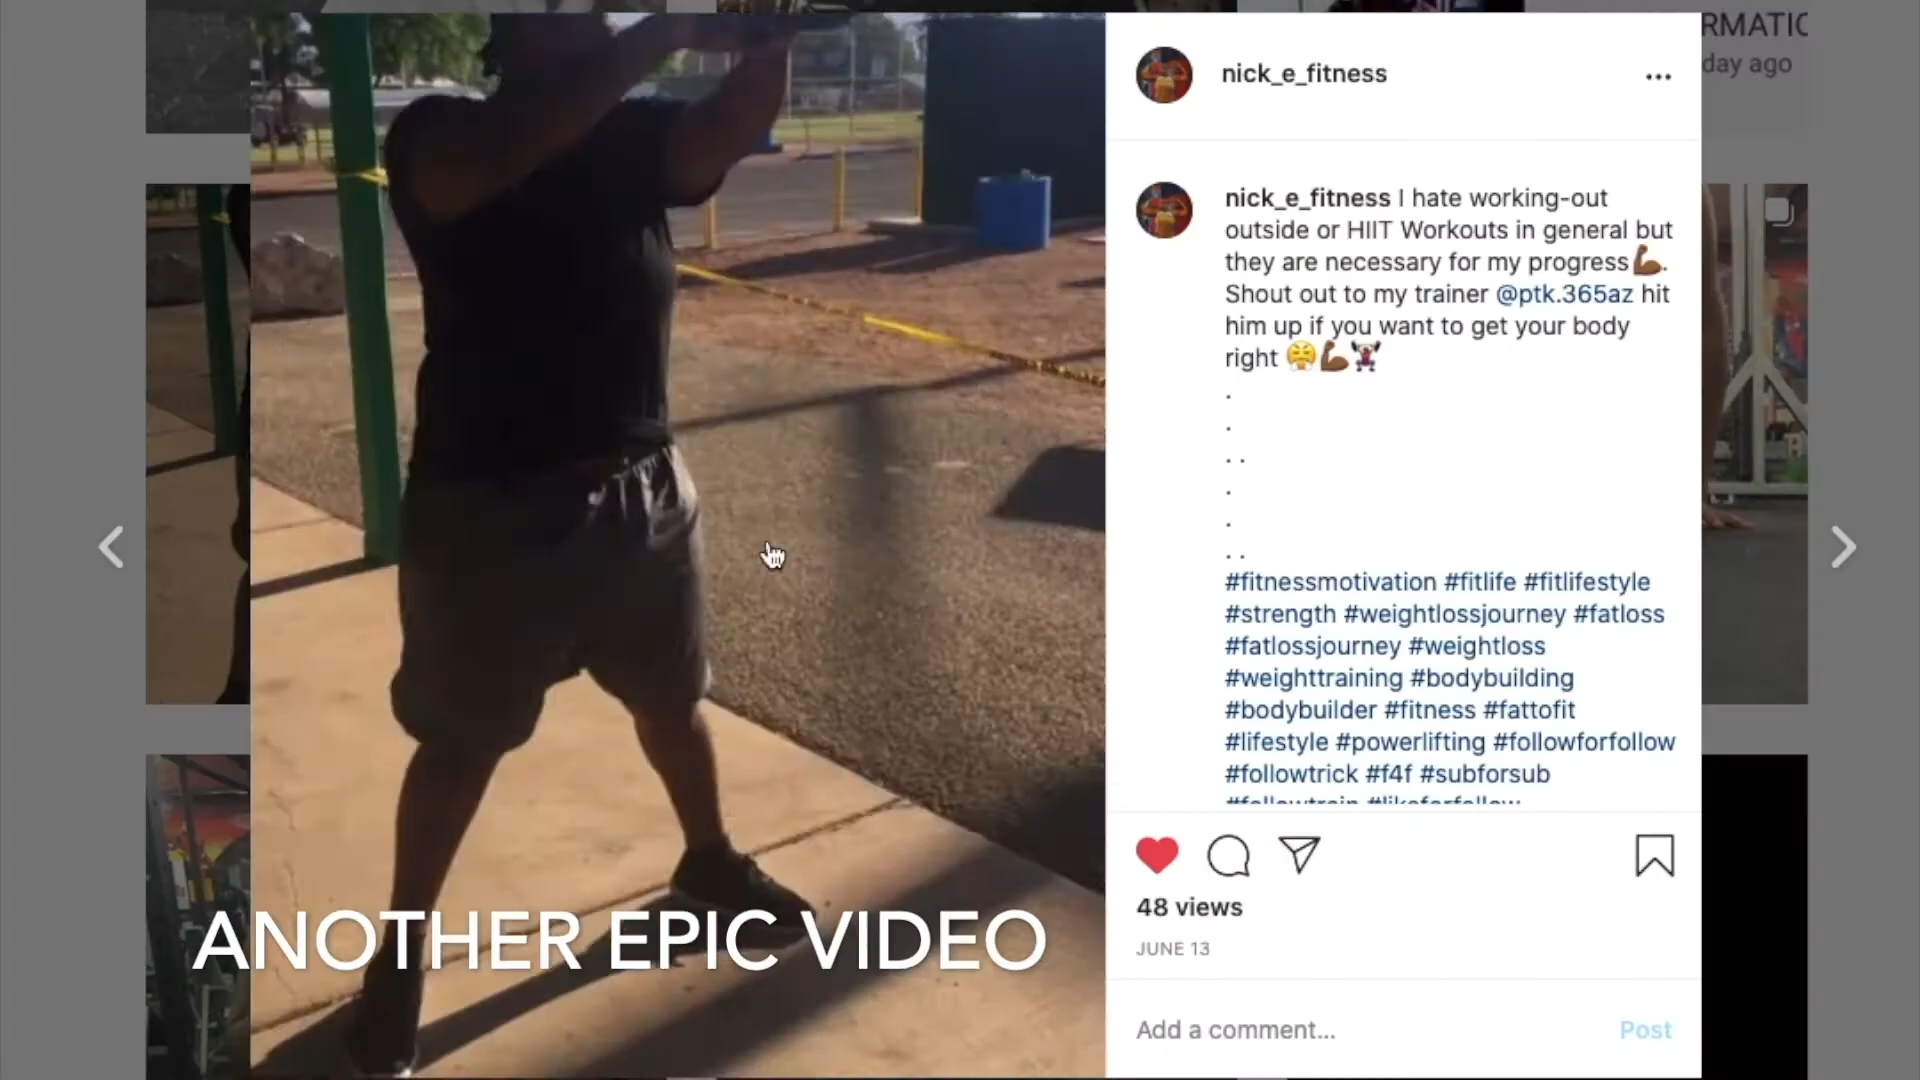 RMATIC
day ago
nick_e_fitness
nick_e_fitness I hate working-out
outside or HIIT Workouts in general but
they are necessary for my progress💪🏾.
Shout out to my trainer @ptk.365az hit
him up if you want to get your body
right 😤💪🏾🏋🏾
.
.
. .
.
.
. .
#fitnessmotivation #fitlife #fitlifestyle
#strength #weightlossjourney #fatloss
#fatlossjourney #weightloss
#weighttraining #bodybuilding
#bodybuilder #fitness #fattofit
#lifestyle #powerlifting #followforfollow
#followtrick #f4f #subforsub
#followtrain #likeforfollow
48 views
JUNE 13
Add a comment...
Post
ANOTHER EPIC VIDEO